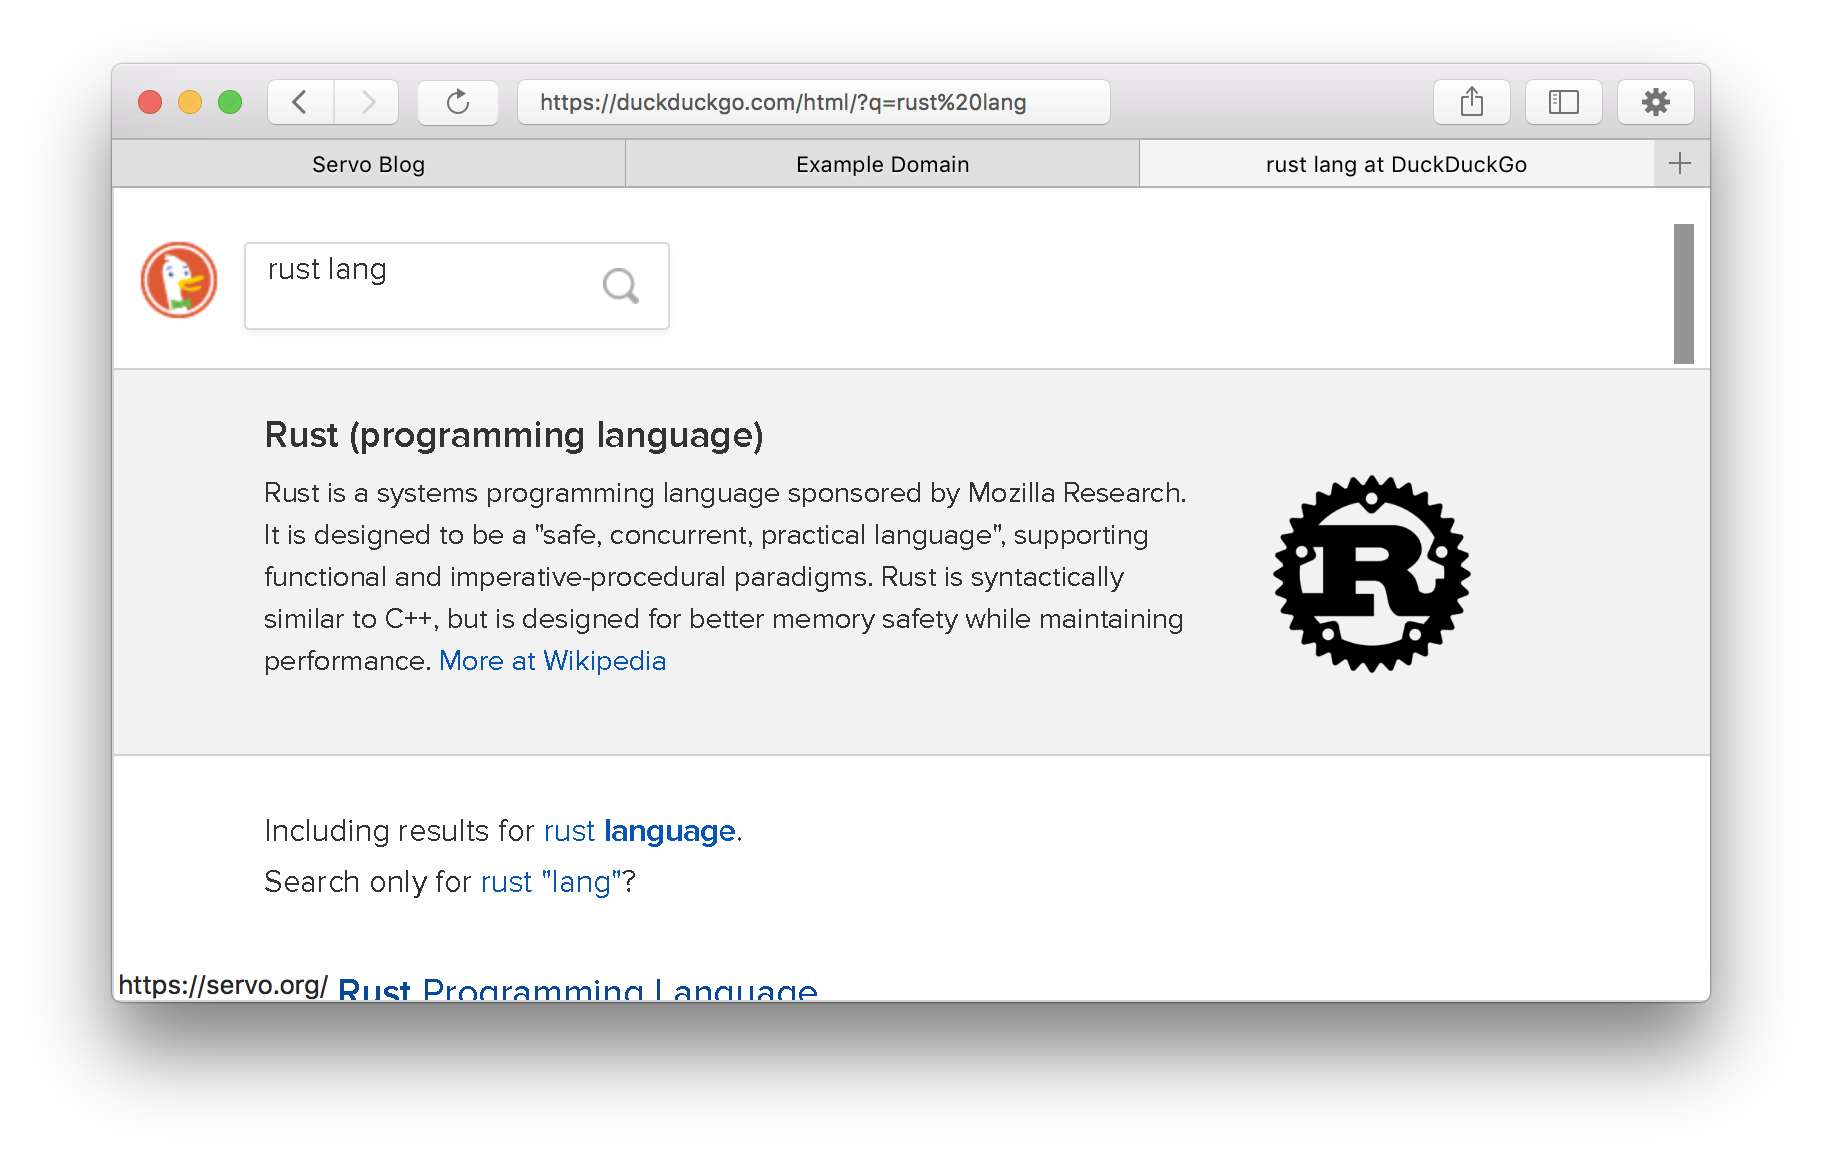 https://duckduckgo.com/html/?q=rust%20lang
Servo Blog
Example Domain
rust lang at DuckDuckGo
rust lang
Rust (programming language)
Rust is a systems programming language sponsored by Mozilla Research.
It is designed to be a "safe, concurrent, practical language", supporting
functional and imperative-procedural paradigms. Rust is syntactically
similar to C++, but is designed for better memory safety while maintaining
performance. More at Wikipedia
R
Including results for rust language.
Search only for rust "lang"?
https://servo.org/
Rust Programming Language